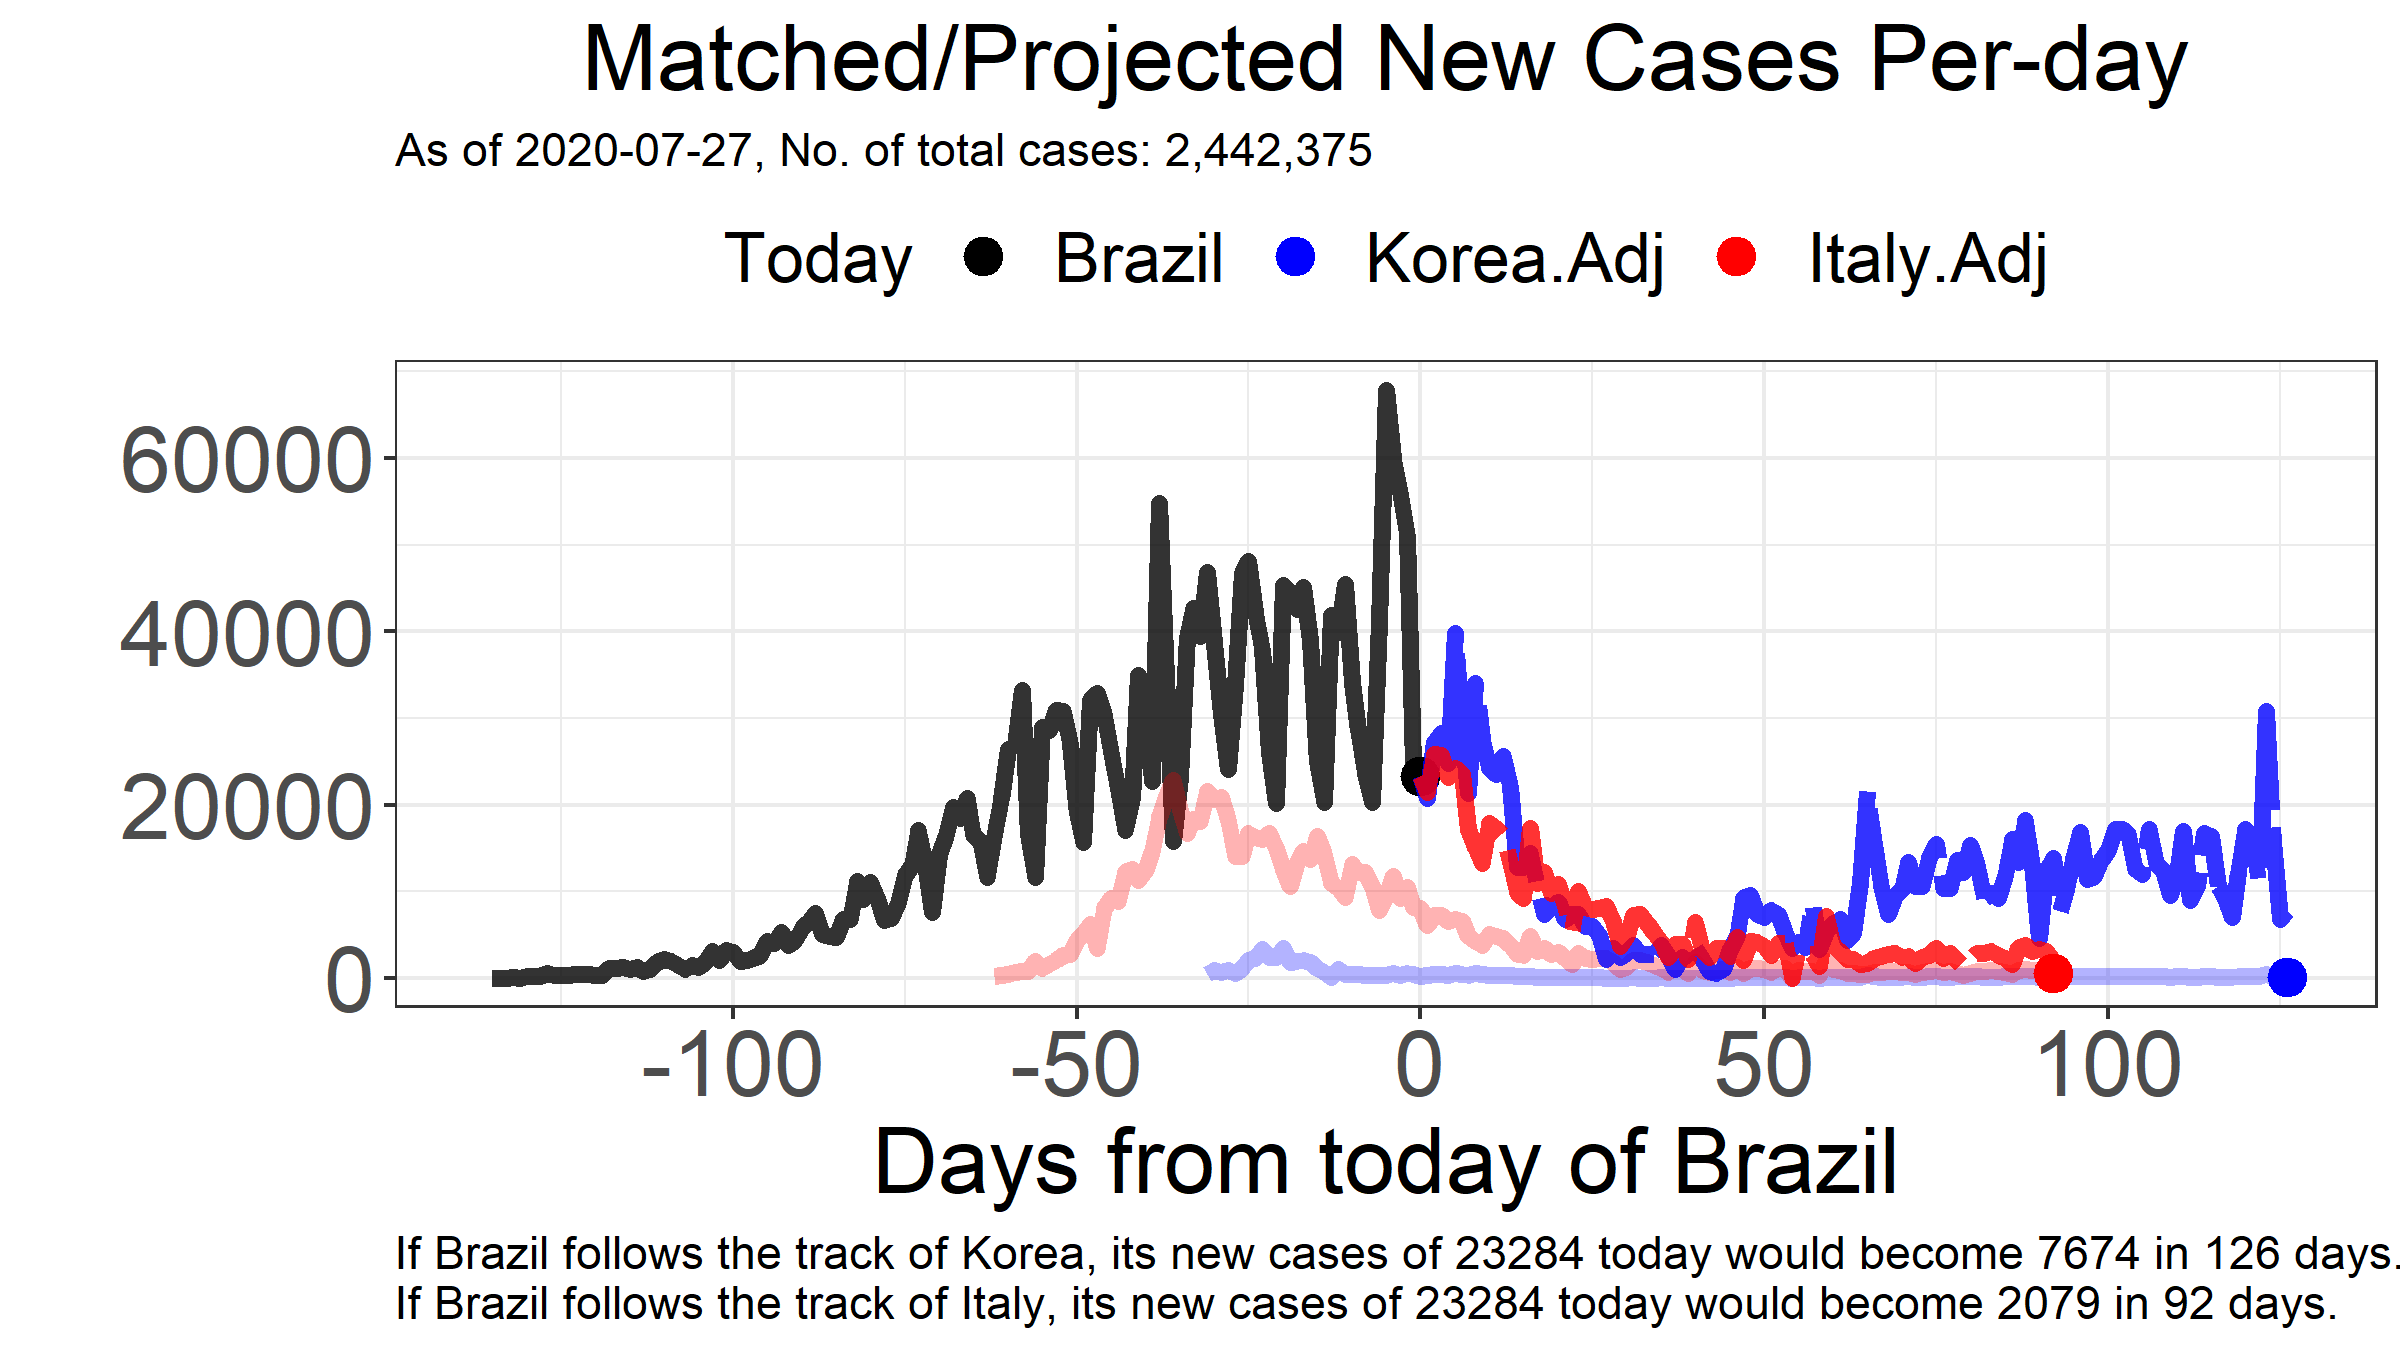 Matched/Projected New Cases Per-day
As of 2020-07-27, No. of total cases: 2,442,375
Today Brazil Korea.Adj Italy.Adj
60000
40000
20000
0
-100 -50 0 50 100
Days from today of Brazil
If Brazil follows the track of Korea, its new cases of 23284 today would become 7674 in 126 days.
If Brazil follows the track of Italy, its new cases of 23284 today would become 2079 in 92 days.